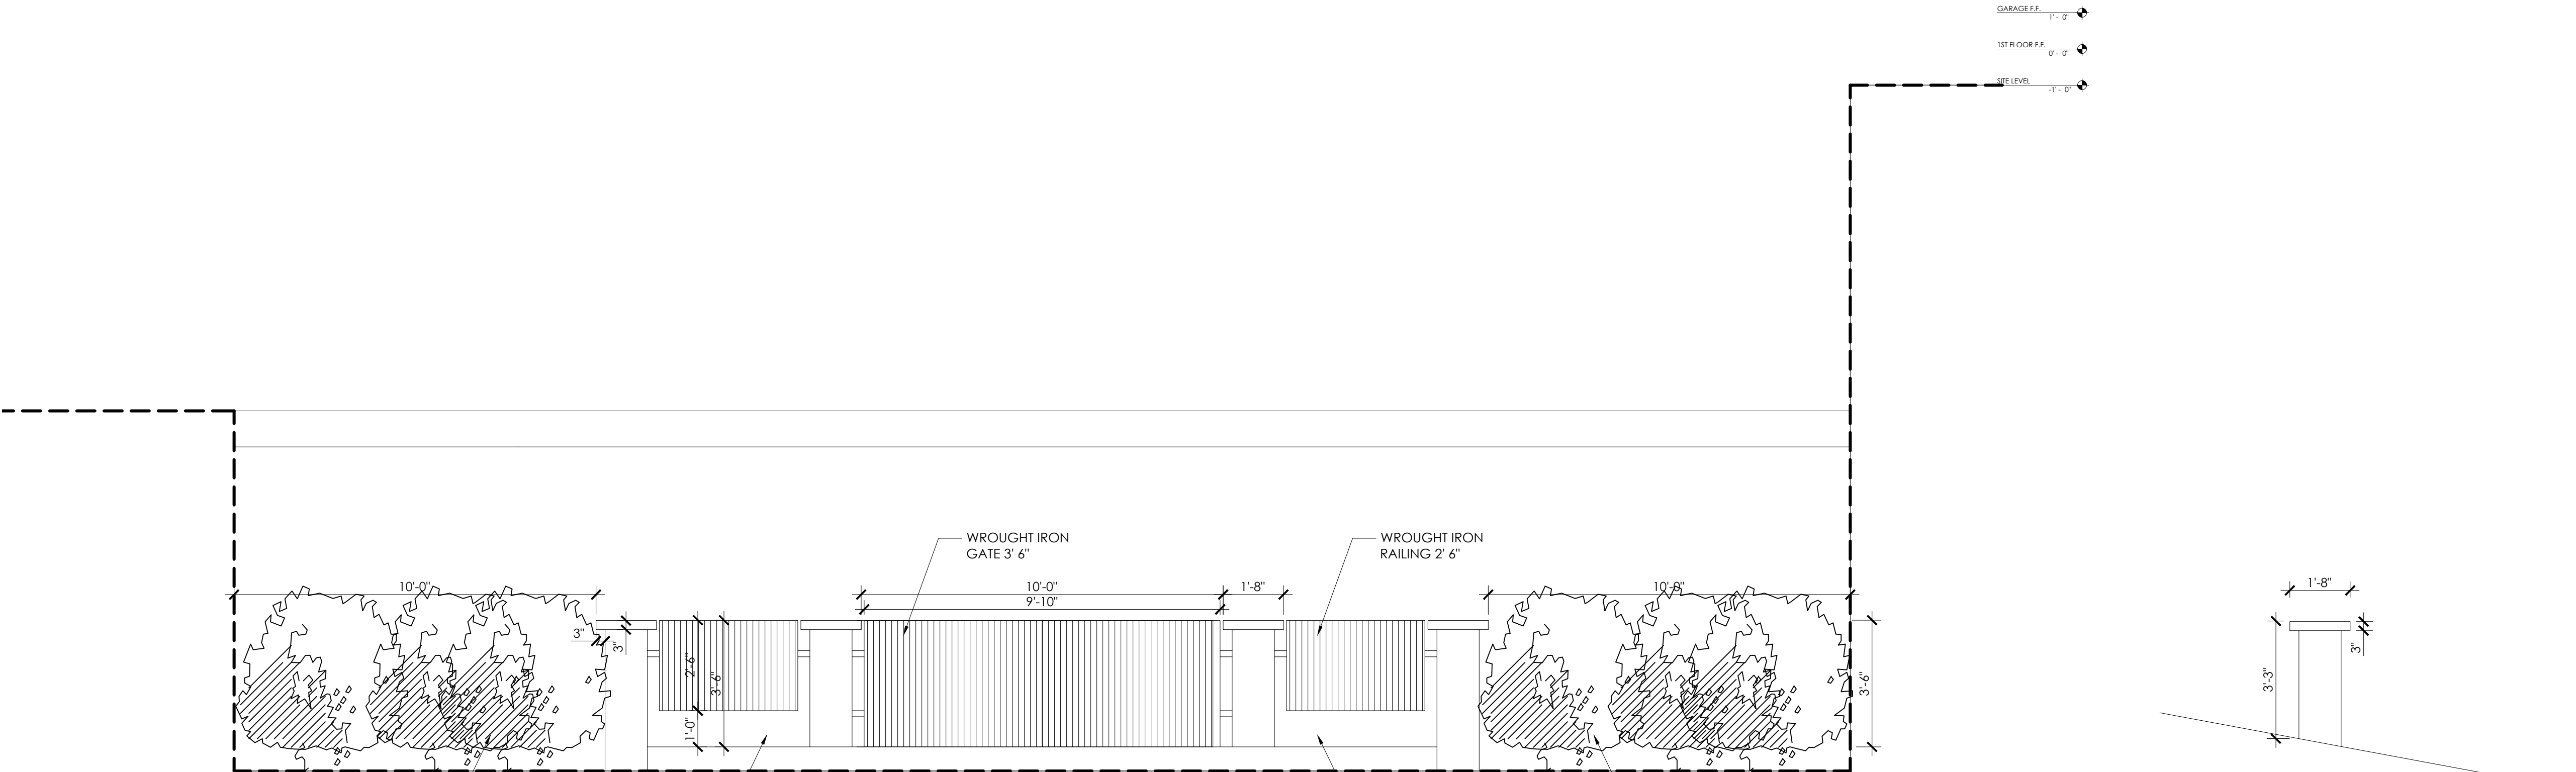 GARAGE F.F.
1' - 0"
1ST FLOOR F.F.
0' - 0"
SITE LEVEL
-1' - 0"
WROUGHT IRON
GATE 3' 6"
WROUGHT IRON
RAILING 2' 6"
10'-0"
10'-0"
9'-10"
1'-8"
10'-0"
1'-8"
3"
3"
2'-6"
3'-6"
1'-0"
3'-6"
3'-3"
3"